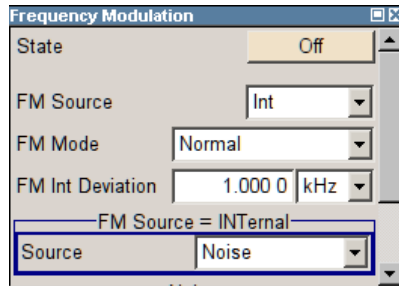 Frequency Modulation
State Off
FM Source Int
FM Mode Normal
FM Int Deviation 1.000 0 kHz
FM Source = INTernal
Source Noise